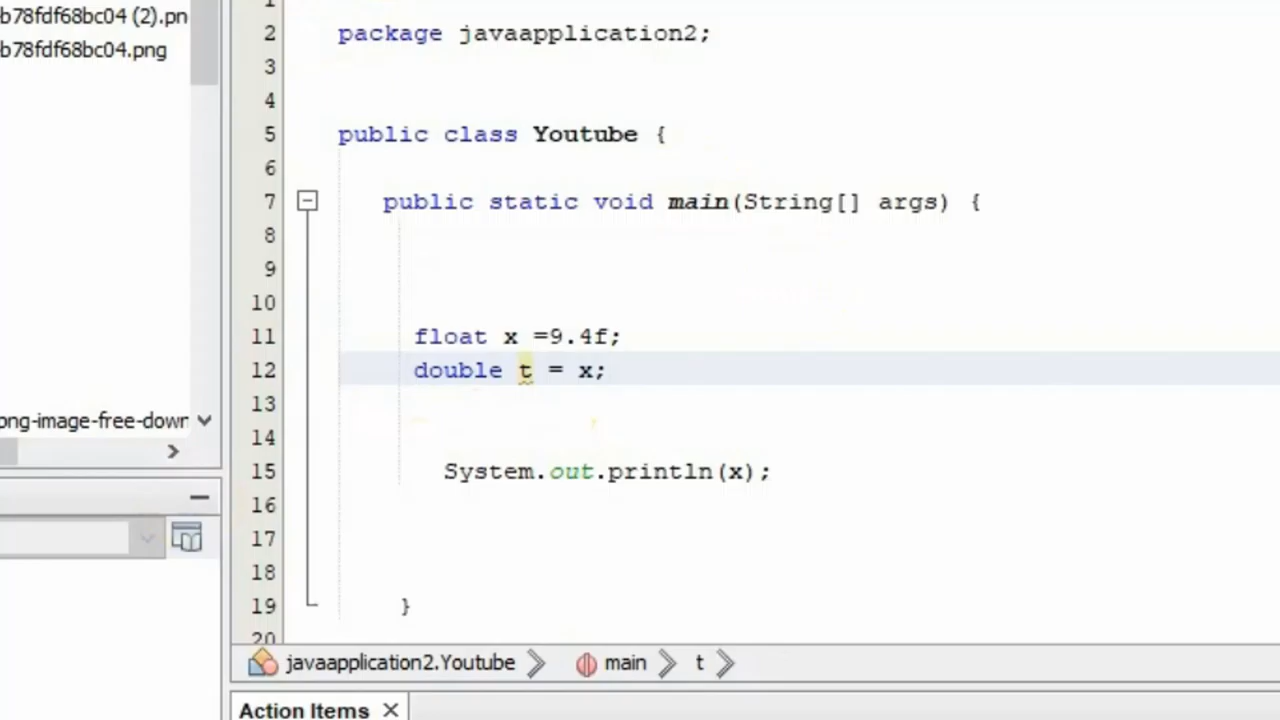 b78fdf68bc04 (2).pn
b78fdf68bc04.png
png-image-free-down
1
2 package javaapplication2;
3
4
5 public class Youtube {
6
7 public static void main(String[] args) {
8
9
10
11 float x =9.4f;
12 double t = x;
13
14
15 System.out.println(x);
16
17
18
19 }
20
javaapplication2.Youtube main t
Action Items